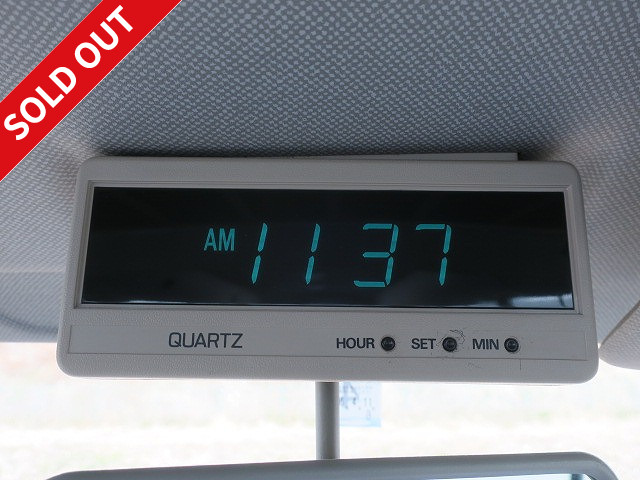 SOLD OUT
AM 11 37
QUARTZ HOUR SET MIN